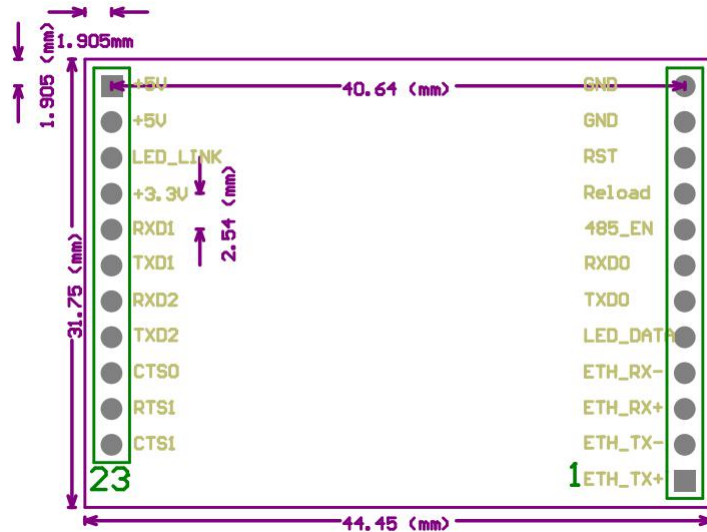 1.905mm
1.905 (mm)
+5V 40.64 (mm) GND
+5V GND
LED_LINK RST
+3.3V Reload
2.54 (mm)
RXD1 485_EN
TXD1 RXD0
31.75 (mm)
RXD2 TXD0
TXD2 LED_DATA
CTS0 ETH_RX-
RTS1 ETH_RX+
CTS1 ETH_TX-
23 1 ETH_TX+
44.45 (mm)